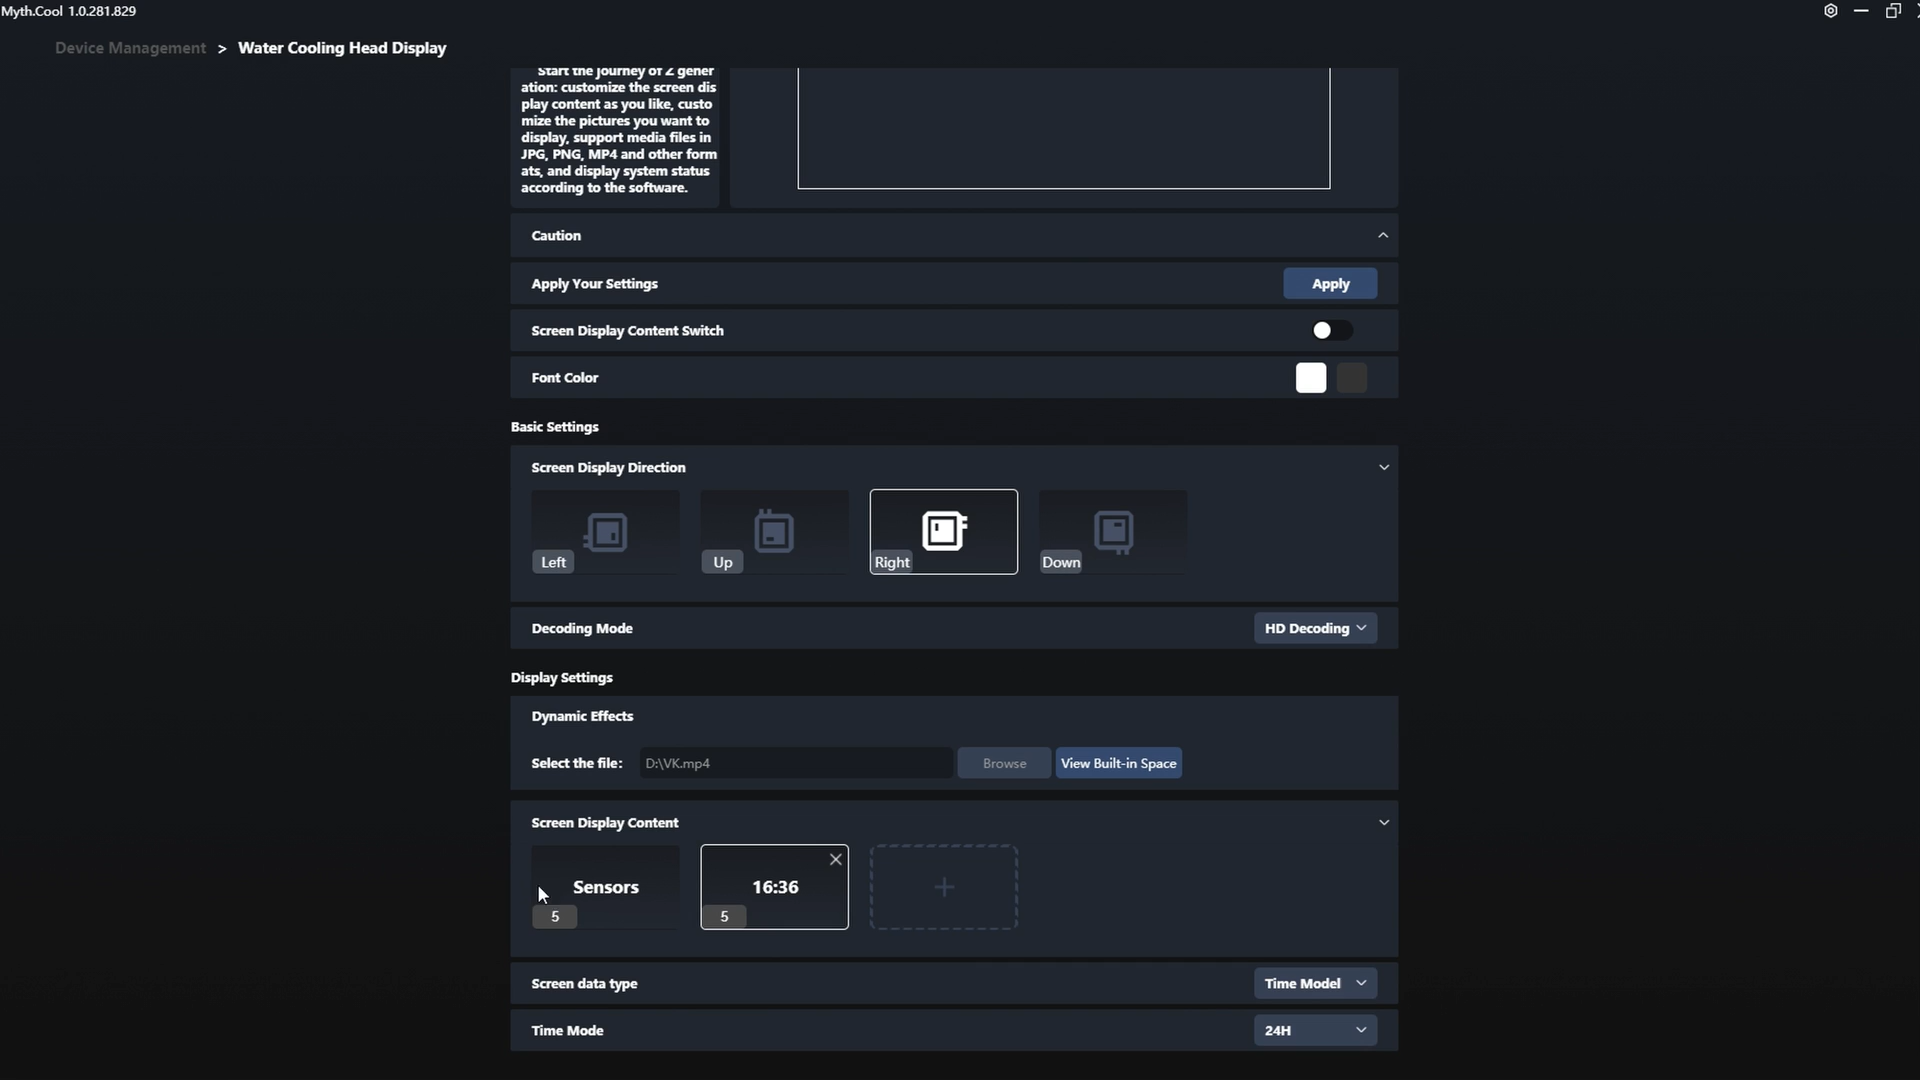 Myth.Cool 1.0.281.829
Device Management > Water Cooling Head Display
Start the journey of Z gener
ation: customize the screen dis
play content as you like, custo
mize the pictures you want to
display, support media files in
JPG, PNG, MP4 and other form
ats, and display system status
according to the software.
Caution
Apply Your Settings
Apply
Screen Display Content Switch
Font Color
Basic Settings
Screen Display Direction
Left
Up
Right
Down
Decoding Mode
HD Decoding
Display Settings
Dynamic Effects
Select the file:
D:\VK.mp4
Browse
View Built-in Space
Screen Display Content
Sensors
5
16:36
5
Screen data type
Time Model
Time Mode
24H